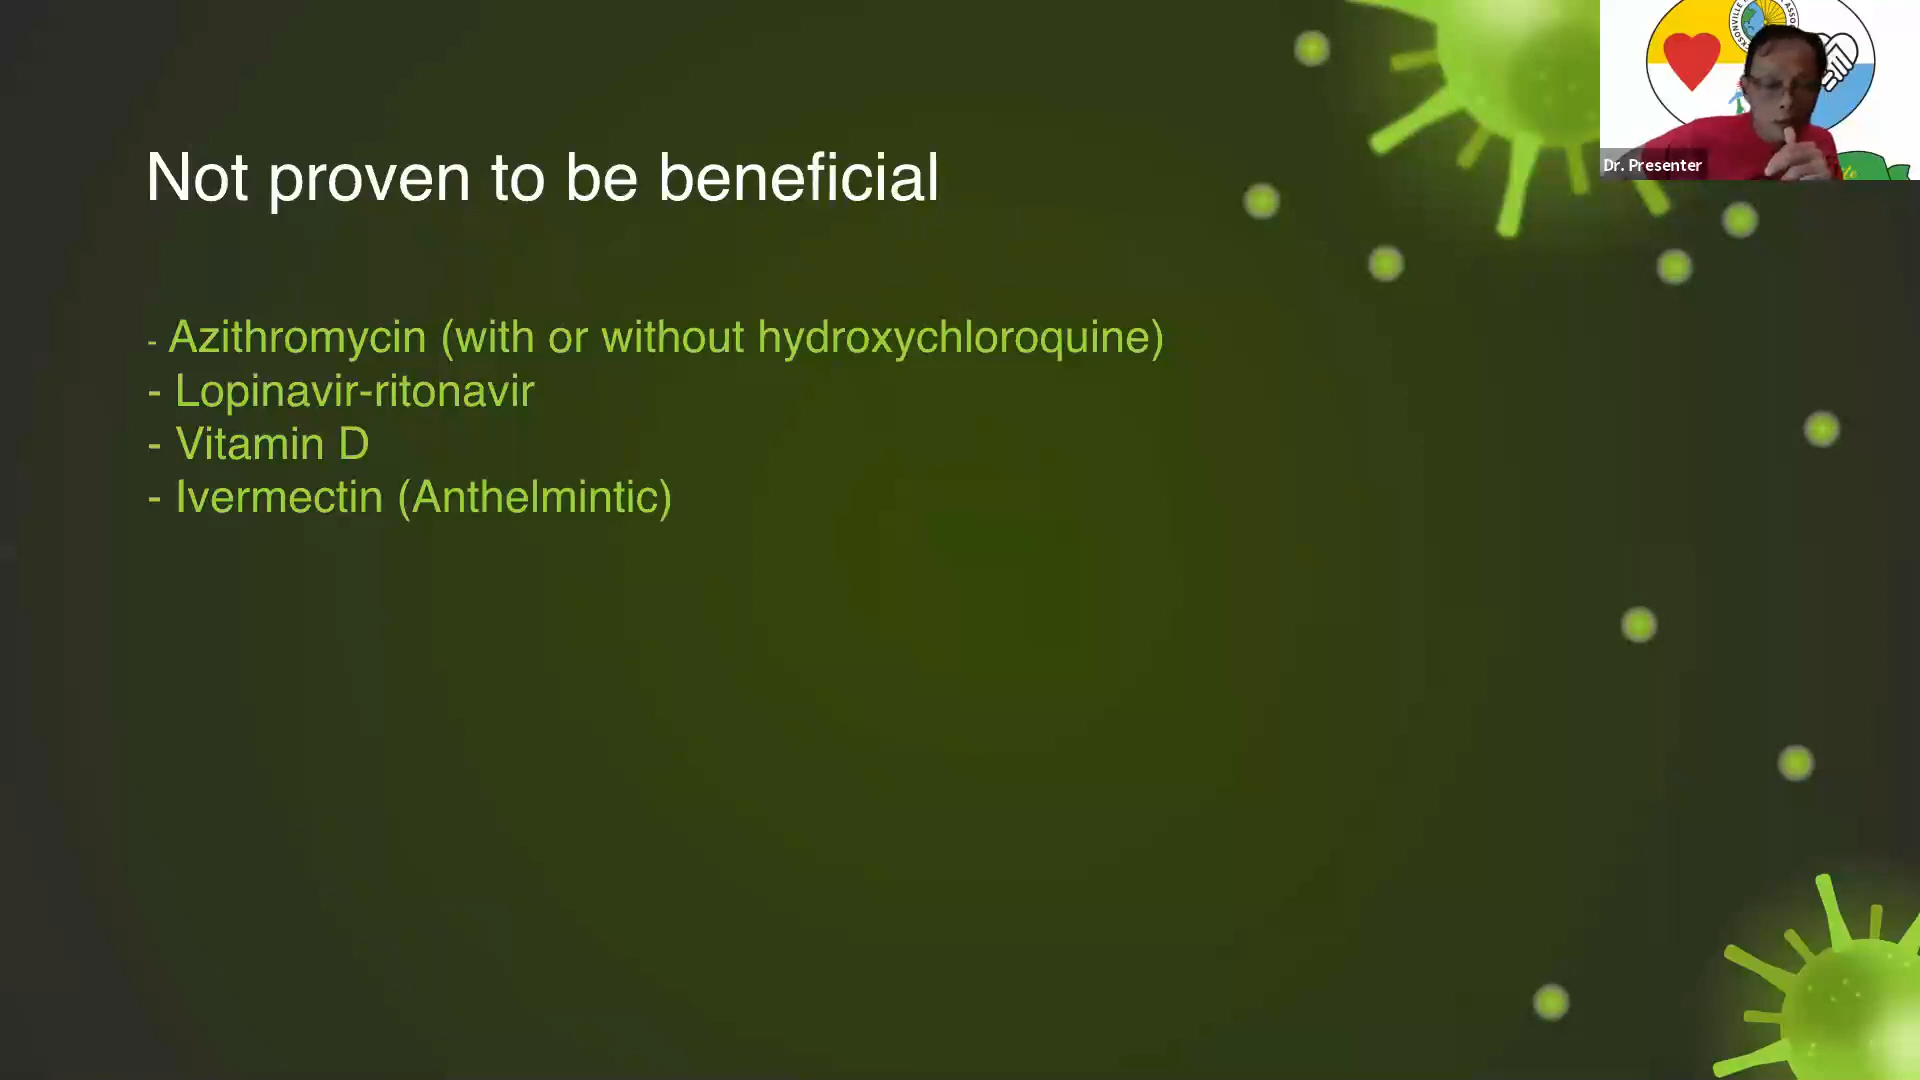 Not proven to be beneficial
- Azithromycin (with or without hydroxychloroquine)
- Lopinavir-ritonavir
- Vitamin D
- Ivermectin (Anthelmintic)
Dr. Presenter